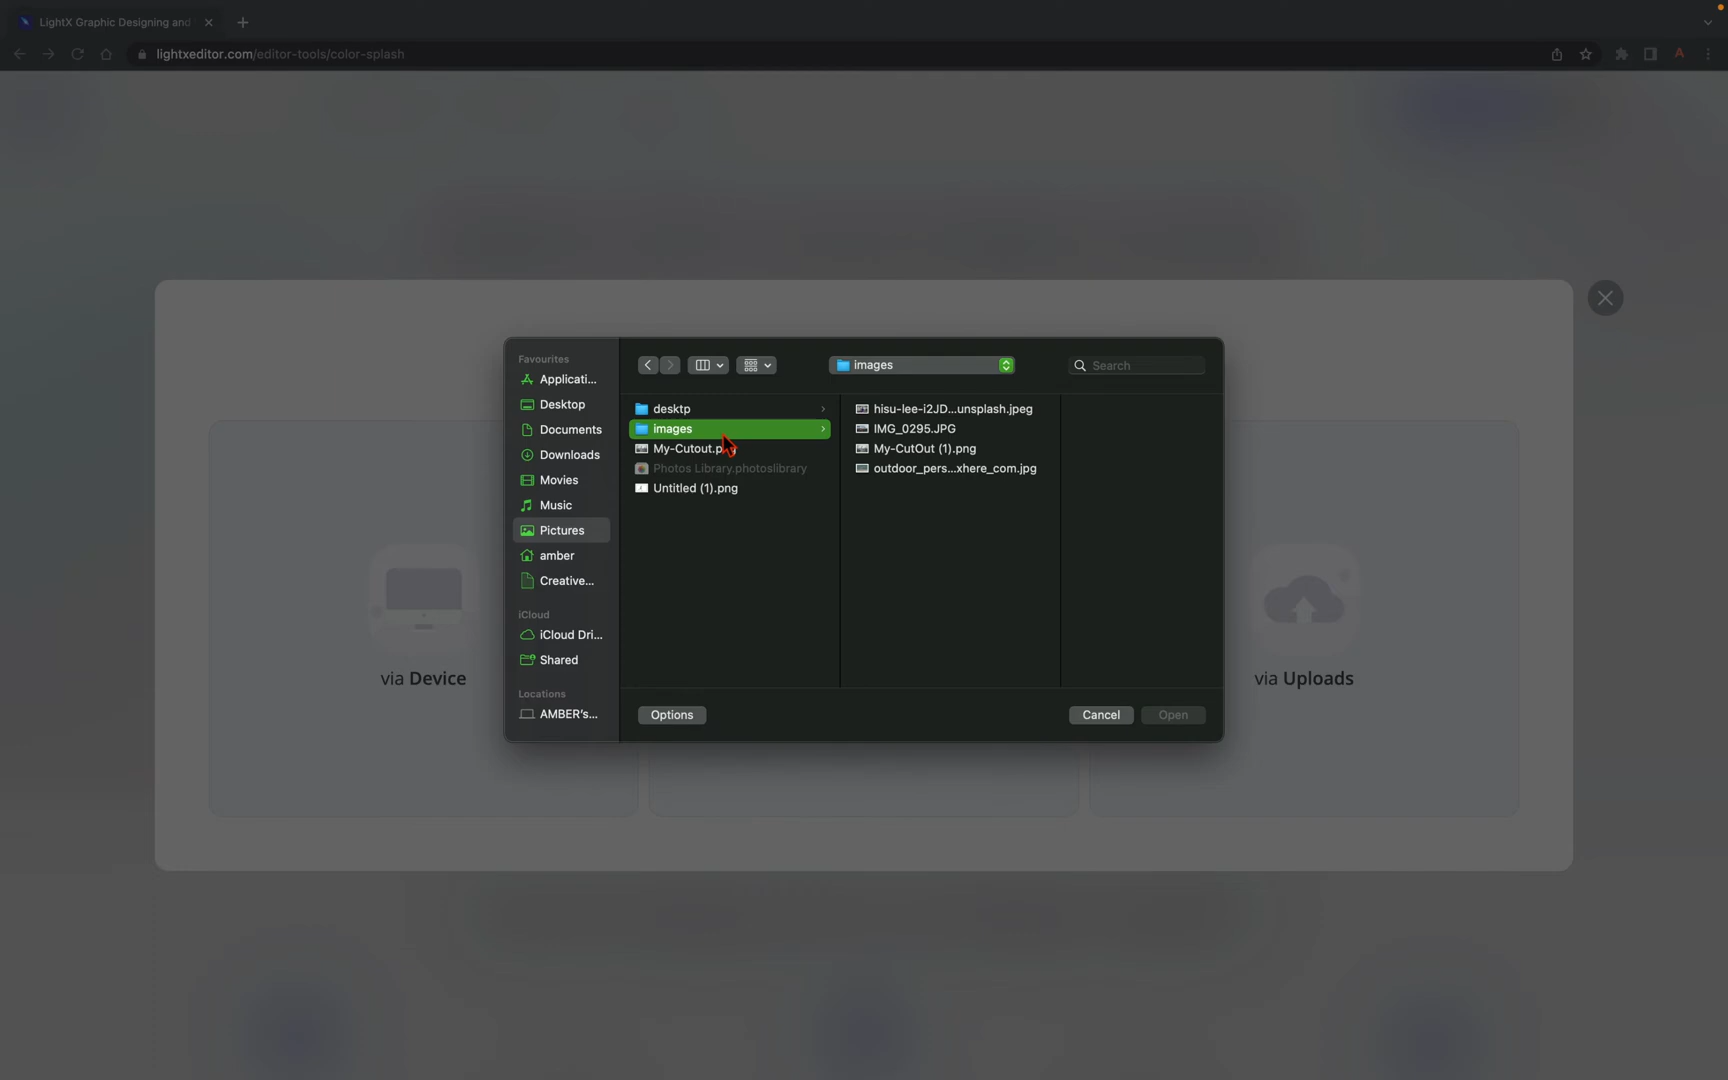 LightX Graphic Designing and
lightxeditor.com/editor-tools/color-splash
A
Favourites
Applicati...
Desktop
Documents
Downloads
Movies
Music
Pictures
amber
Creative...
iCloud
iCloud Dri...
Shared
Locations
AMBER's...
images
Search
desktp
images
My-Cutout.png
Photos Library.photoslibrary
Untitled (1).png
hisu-lee-i2JD...unsplash.jpeg
IMG_0295.JPG
My-CutOut (1).png
outdoor_pers...xhere_com.jpg
Options
Cancel
Open
via Device
via Uploads